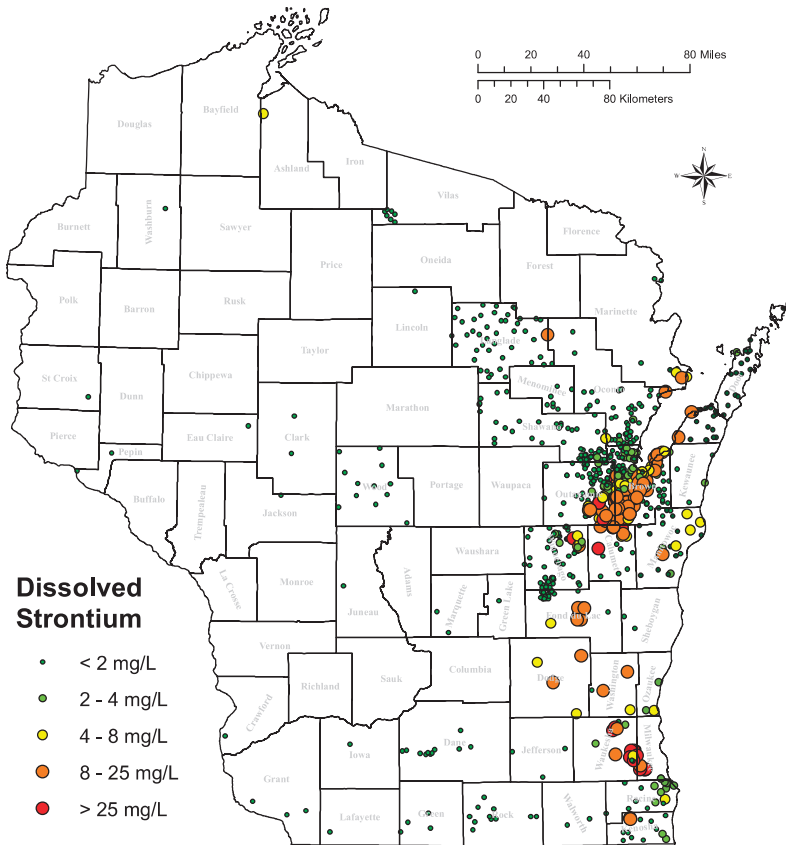 0 20 40 80 Miles
0 20 40 80 Kilometers
N
W E
S
Douglas
Bayfield
Ashland
Iron
Vilas
Burnett
Washburn
Sawyer
Price
Oneida
Florence
Forest
Marinette
Polk
Barron
Rusk
Lincoln
Langlade
Taylor
St Croix
Dunn
Chippewa
Marathon
Menominee
Oconto
Door
Shawano
Pierce
Pepin
Eau Claire
Clark
Wood
Portage
Waupaca
Outagamie
Brown
Kewaunee
Buffalo
Trempealeau
Jackson
Waushara
Calumet
Manitowoc
La Crosse
Monroe
Juneau
Adams
Marquette
Green Lake
Fond du Lac
Sheboygan
Vernon
Crawford
Richland
Sauk
Columbia
Dodge
Washington
Ozaukee
Grant
Iowa
Dane
Jefferson
Waukesha
Milwaukee
Lafayette
Green
Rock
Walworth
Racine
Kenosha
Dissolved
Strontium
< 2 mg/L
2 - 4 mg/L
4 - 8 mg/L
8 - 25 mg/L
> 25 mg/L